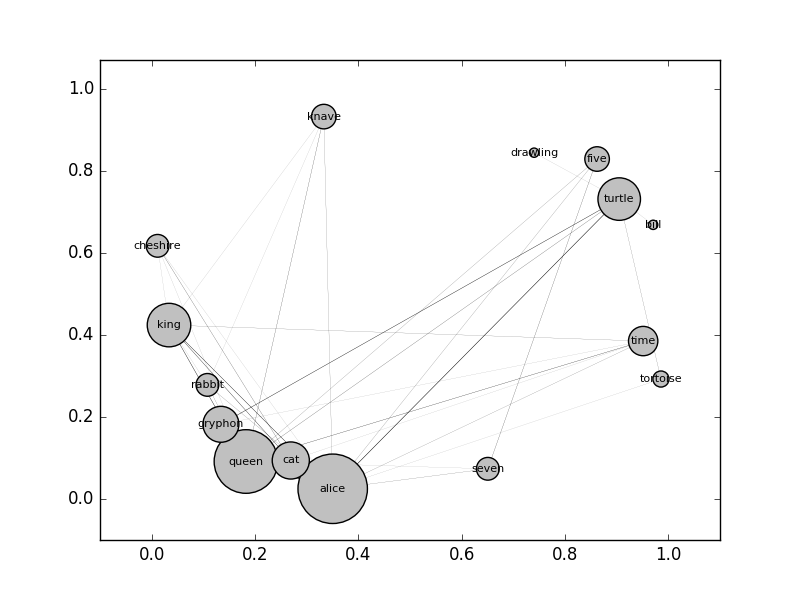 1.0
0.8
0.6
0.4
0.2
0.0
0.0 0.2 0.4 0.6 0.8 1.0
knave
drawling
five
turtle
bill
cheshire
king
time
rabbit
tortoise
gryphon
queen
cat
seven
alice